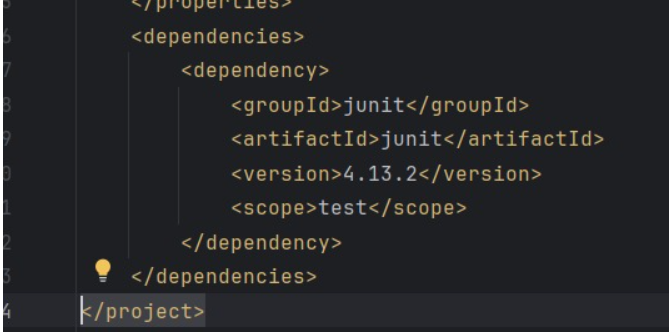 </properties>
<dependencies>
<dependency>
<groupId>junit</groupId>
<artifactId>junit</artifactId>
<version>4.13.2</version>
<scope>test</scope>
</dependency>
</dependencies>
</project>